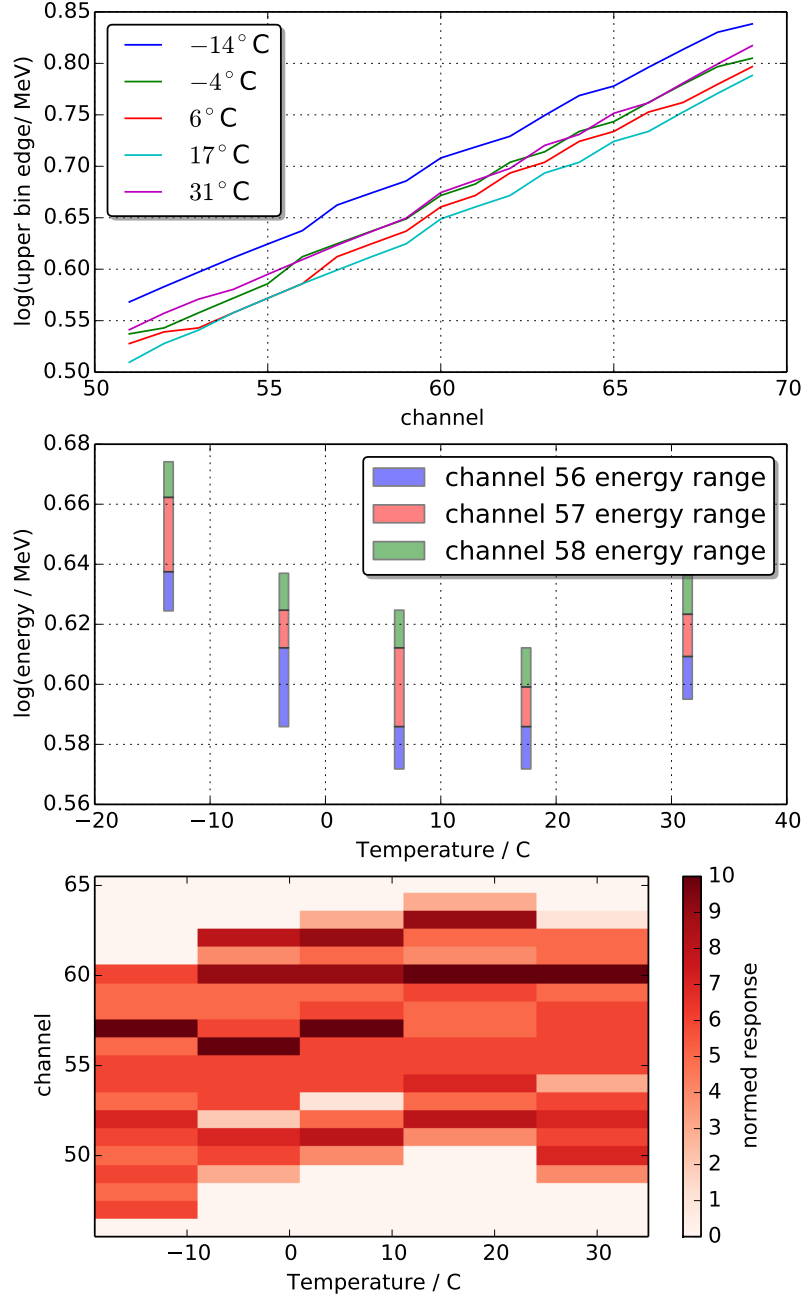 0.85
0.80
0.75
0.70
0.65
0.60
0.55
0.50
log(upper bin edge/ MeV)
−14°C
−4°C
6°C
17°C
31°C
50 55 60 65 70
channel
0.68
0.66
0.64
0.62
0.60
0.58
0.56
log(energy / MeV)
channel 56 energy range
channel 57 energy range
channel 58 energy range
−20 −10 0 10 20 30 40
Temperature / C
65
60
55
50
channel
−10 0 10 20 30
Temperature / C
10
9
8
7
6
5
4
3
2
1
0
normed response